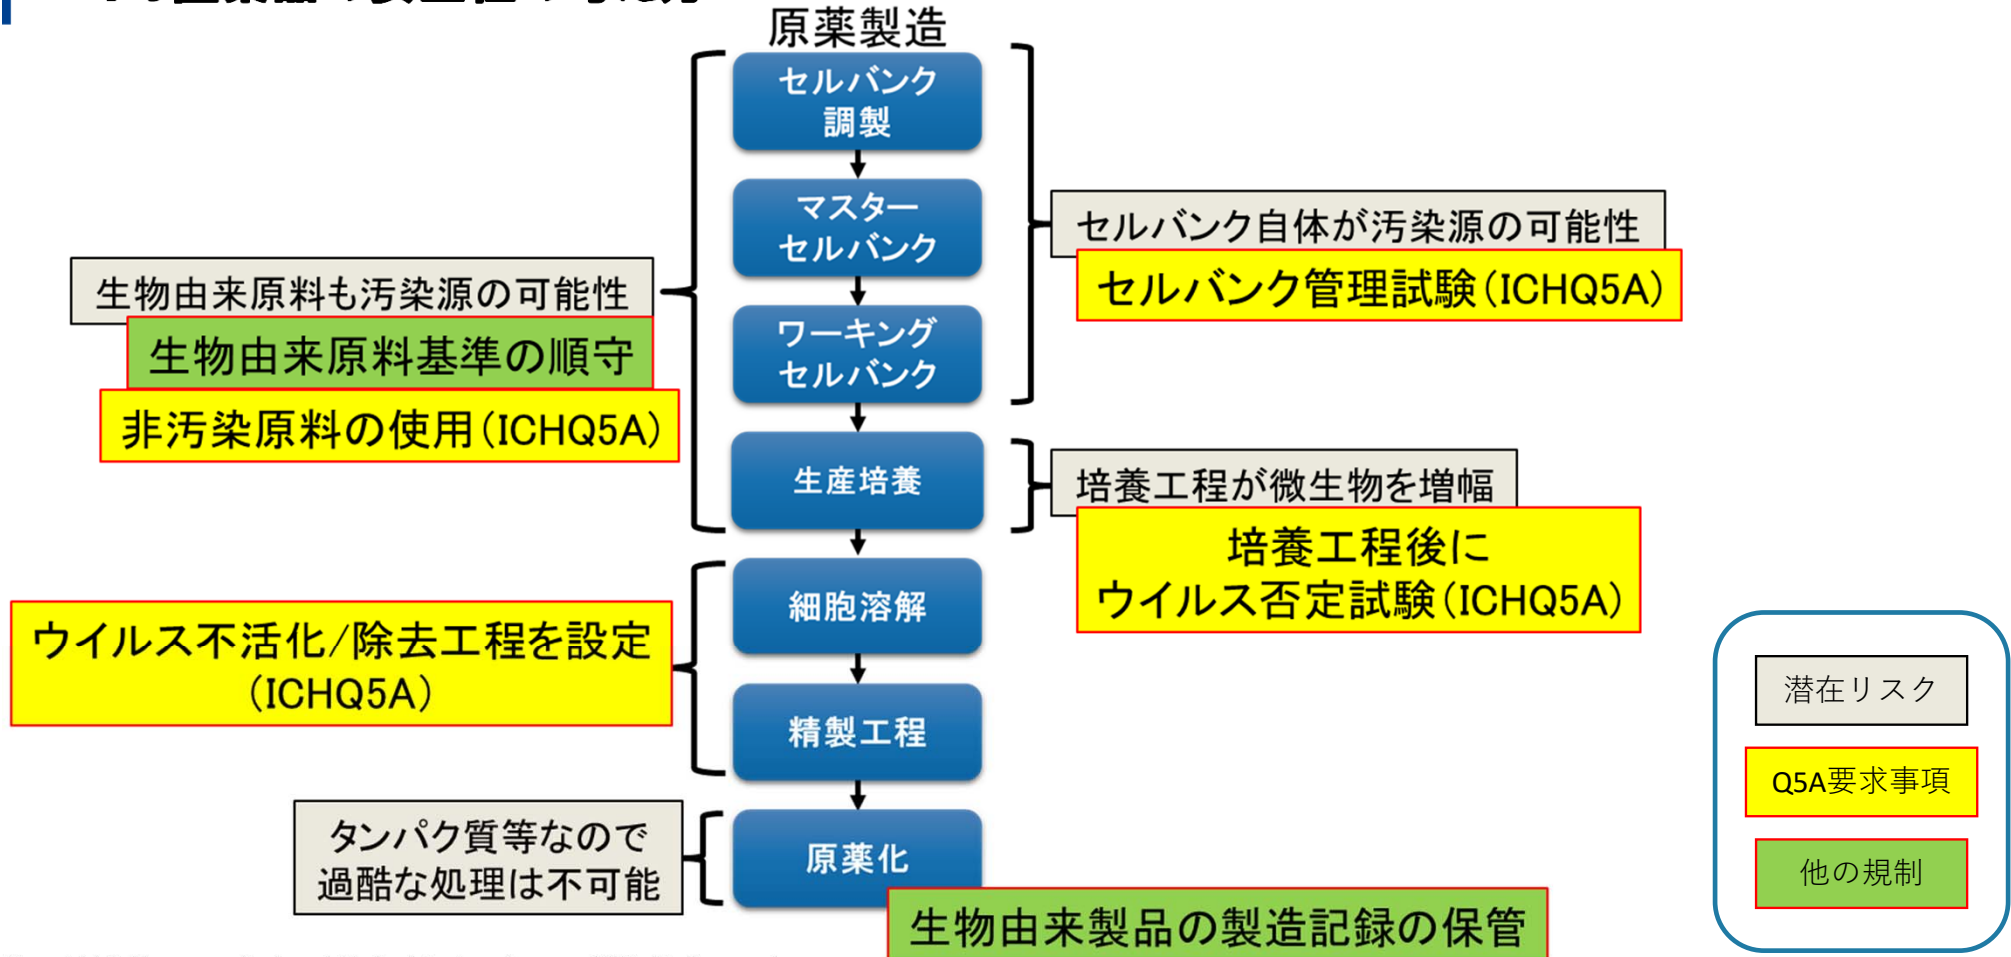 原薬製造
セルバンク
調製
マスター
セルバンク
ワーキング
セルバンク
生産培養
細胞溶解
精製工程
原薬化
生物由来原料も汚染源の可能性
生物由来原料基準の順守
非汚染原料の使用(ICHQ5A)
セルバンク自体が汚染源の可能性
セルバンク管理試験(ICHQ5A)
培養工程が微生物を増幅
培養工程後に
ウイルス否定試験(ICHQ5A)
ウイルス不活化/除去工程を設定
(ICHQ5A)
タンパク質等なので
過酷な処理は不可能
生物由来製品の製造記録の保管
潜在リスク
Q5A要求事項
他の規制